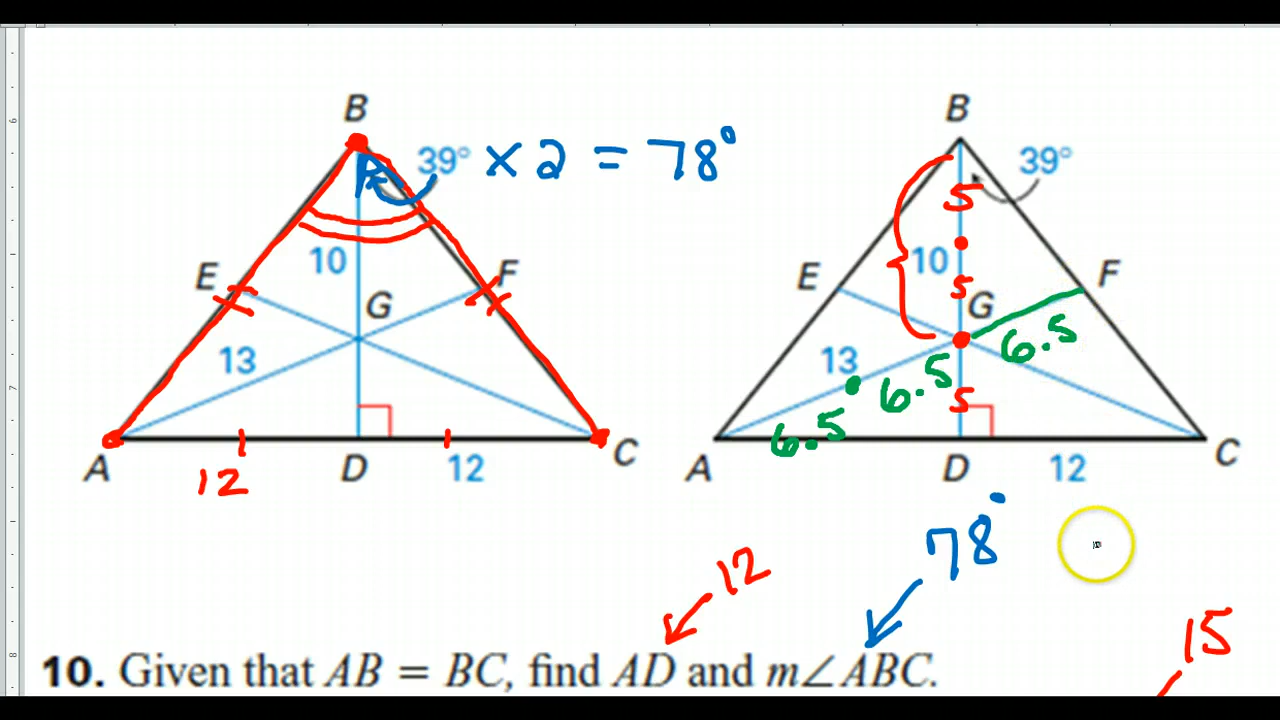 B B
39° × 2 = 78° 39°
5
10 10
E F E 5 F
G G
13 13 6.5 6.5
6.5 5
A D C A D C
12 12 12
78°
12
15
10. Given that AB = BC, find AD and m∠ABC.